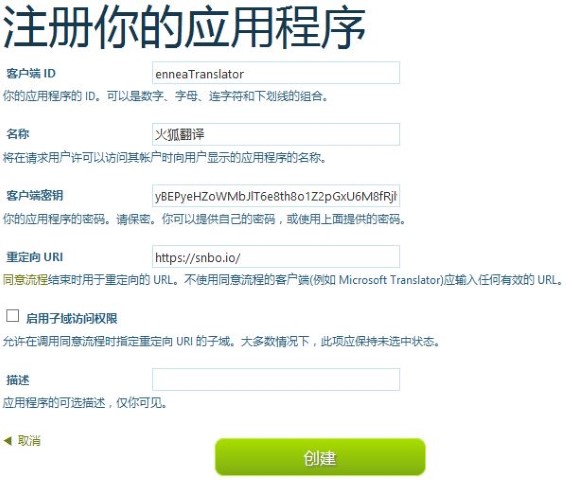 注册你的应用程序
客户端 ID enneaTranslator
你的应用程序的 ID。可以是数字、字母、连字符和下划线的组合。
名称 火狐翻译
将在请求用户许可以访问其帐户时向用户显示的应用程序的名称。
客户端密钥 yBEPyeHZoWMbJlT6e8th8o1Z2pGxU6M8fRjl
你的应用程序的密码。请保密。你可以提供自己的密码，或使用上面提供的密码。
重定向 URI https://snbo.io/
同意流程结束时用于重定向的 URL。不使用同意流程的客户端(例如 Microsoft Translator)应输入任何有效的 URL。
启用子域访问权限
允许在调用同意流程时指定重定向 URI 的子域。大多数情况下，此项应保持未选中状态。
描述
应用程序的可选描述，仅你可见。
取消
创建